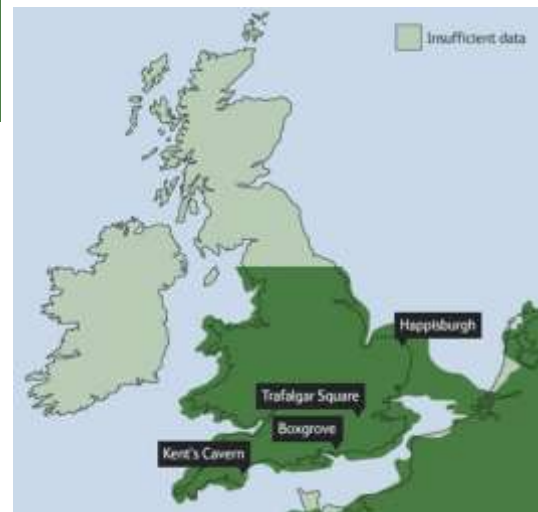 Insufficient data
Happisburgh
Trafalgar Square
Boxgrove
Kent's Cavern